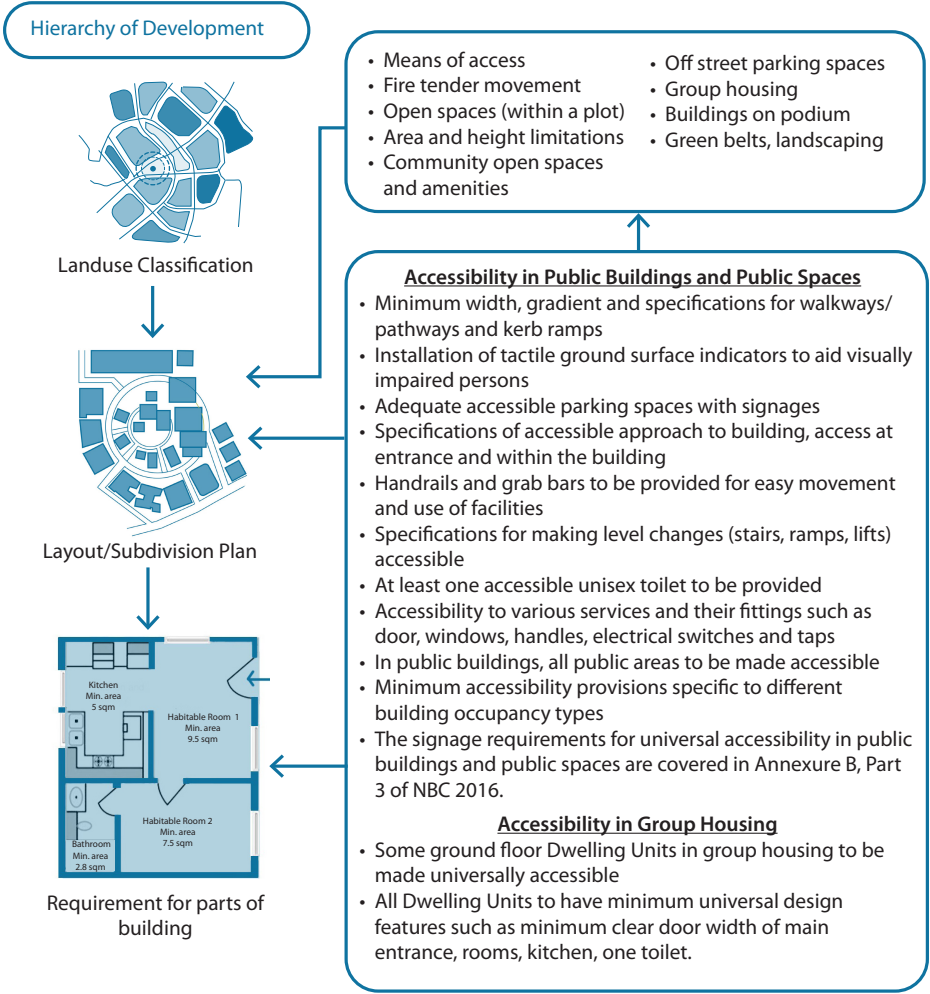 Hierarchy of Development
• Means of access
• Fire tender movement
• Open spaces (within a plot)
• Area and height limitations
• Community open spaces
and amenities
• Off street parking spaces
• Group housing
• Buildings on podium
• Green belts, landscaping
Landuse Classification
Layout/Subdivision Plan
Kitchen
Min. area
5 sqm
Habitable Room 1
Min. area
9.5 sqm
Habitable Room 2
Min. area
7.5 sqm
Bathroom
Min. area
2.8 sqm
Requirement for parts of
building
Accessibility in Public Buildings and Public Spaces
• Minimum width, gradient and specifications for walkways/
pathways and kerb ramps
• Installation of tactile ground surface indicators to aid visually
impaired persons
• Adequate accessible parking spaces with signages
• Specifications of accessible approach to building, access at
entrance and within the building
• Handrails and grab bars to be provided for easy movement
and use of facilities
• Specifications for making level changes (stairs, ramps, lifts)
accessible
• At least one accessible unisex toilet to be provided
• Accessibility to various services and their fittings such as
door, windows, handles, electrical switches and taps
• In public buildings, all public areas to be made accessible
• Minimum accessibility provisions specific to different
building occupancy types
• The signage requirements for universal accessibility in public
buildings and public spaces are covered in Annexure B, Part
3 of NBC 2016.
Accessibility in Group Housing
• Some ground floor Dwelling Units in group housing to be
made universally accessible
• All Dwelling Units to have minimum universal design
features such as minimum clear door width of main
entrance, rooms, kitchen, one toilet.